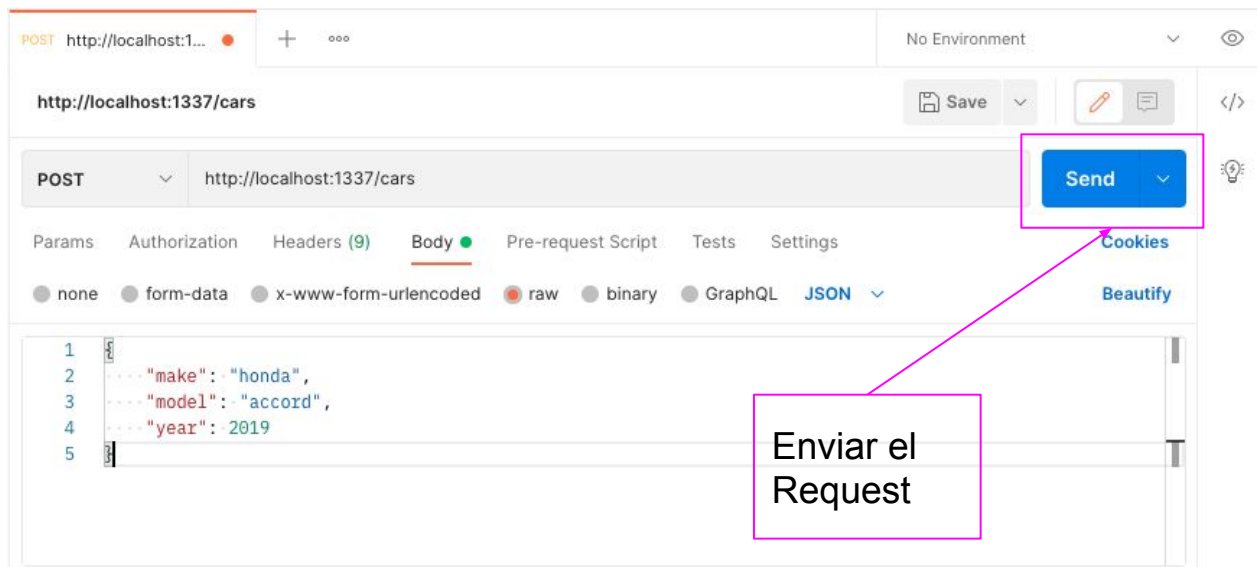 POST http://localhost:1... No Environment
http://localhost:1337/cars Save
POST http://localhost:1337/cars Send
Params Authorization Headers (9) Body Pre-request Script Tests Settings Cookies
none form-data x-www-form-urlencoded raw binary GraphQL JSON Beautify
1 {
2 "make": "honda",
3 "model": "accord",
4 "year": 2019
5 }
Enviar el
Request